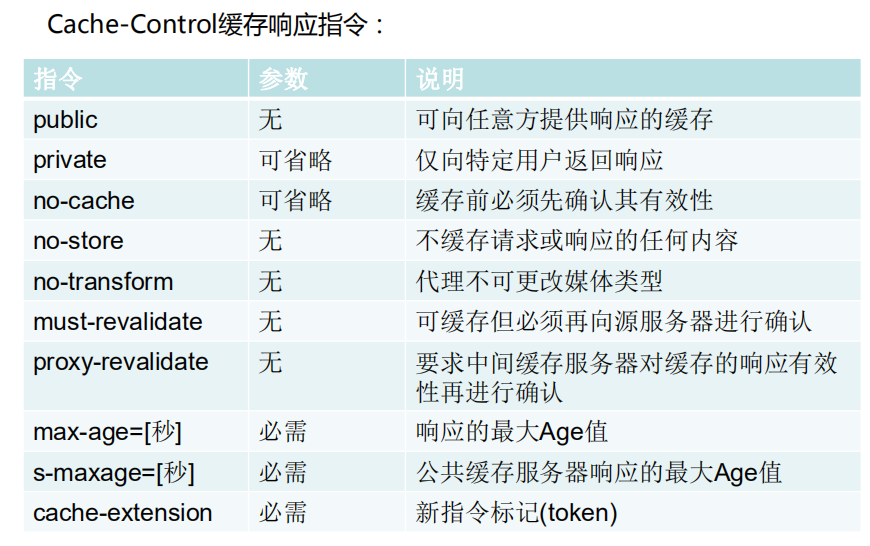 Cache-Control缓存响应指令：
指令 参数 说明
public 无 可向任意方提供响应的缓存
private 可省略 仅向特定用户返回响应
no-cache 可省略 缓存前必须先确认其有效性
no-store 无 不缓存请求或响应的任何内容
no-transform 无 代理不可更改媒体类型
must-revalidate 无 可缓存但必须再向源服务器进行确认
proxy-revalidate 无 要求中间缓存服务器对缓存的响应有效
性再进行确认
max-age=[秒] 必需 响应的最大Age值
s-maxage=[秒] 必需 公共缓存服务器响应的最大Age值
cache-extension 必需 新指令标记(token)